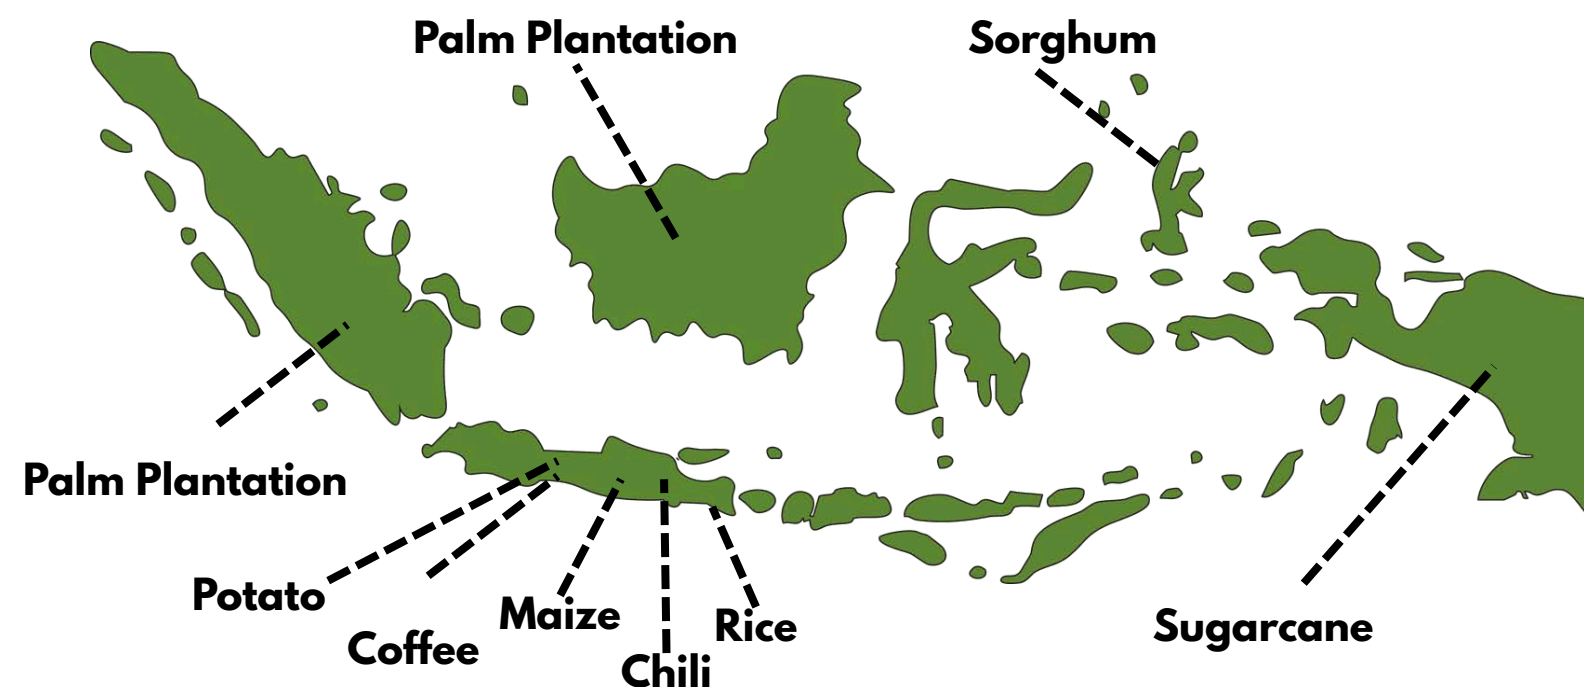 Palm Plantation
Sorghum
Palm Plantation
Potato
Coffee
Maize
Chili
Rice
Sugarcane